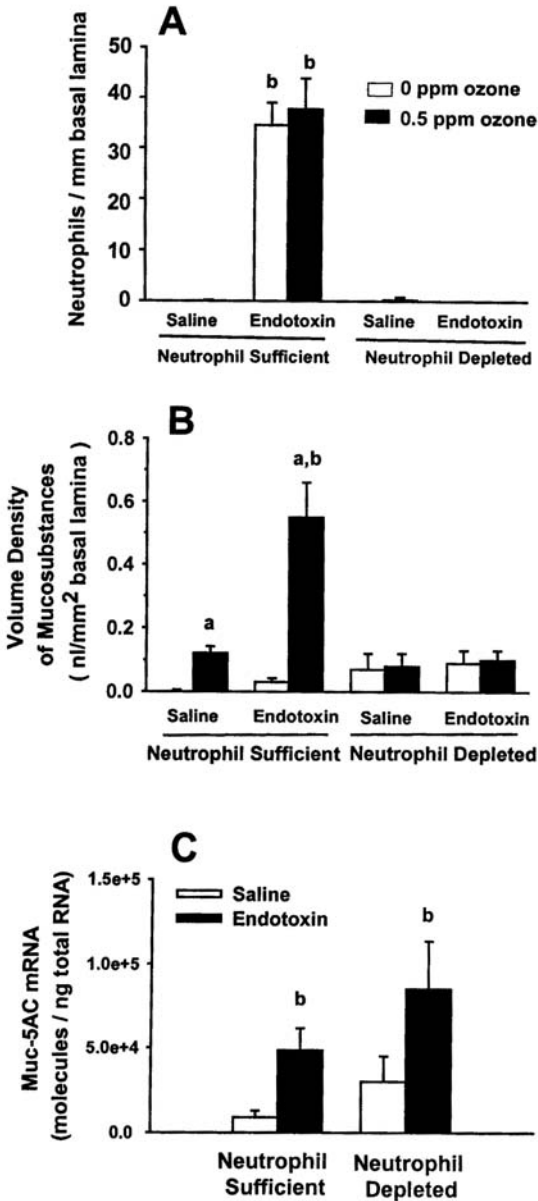 A
Neutrophils / mm basal lamina
50
40
30
20
10
0
b
b
0 ppm ozone
0.5 ppm ozone
Saline
Endotoxin
Saline
Endotoxin
Neutrophil Sufficient
Neutrophil Depleted
B
Volume Density
of Mucosubstances
( nl/mm² basal lamina )
0.8
0.6
0.4
0.2
0.0
a
a,b
Saline
Endotoxin
Saline
Endotoxin
Neutrophil Sufficient
Neutrophil Depleted
C
Muc-5AC mRNA
(molecules / ng total RNA)
1.5e+5
1.0e+5
5.0e+4
0.0
Saline
Endotoxin
b
b
Neutrophil
Sufficient
Neutrophil
Depleted